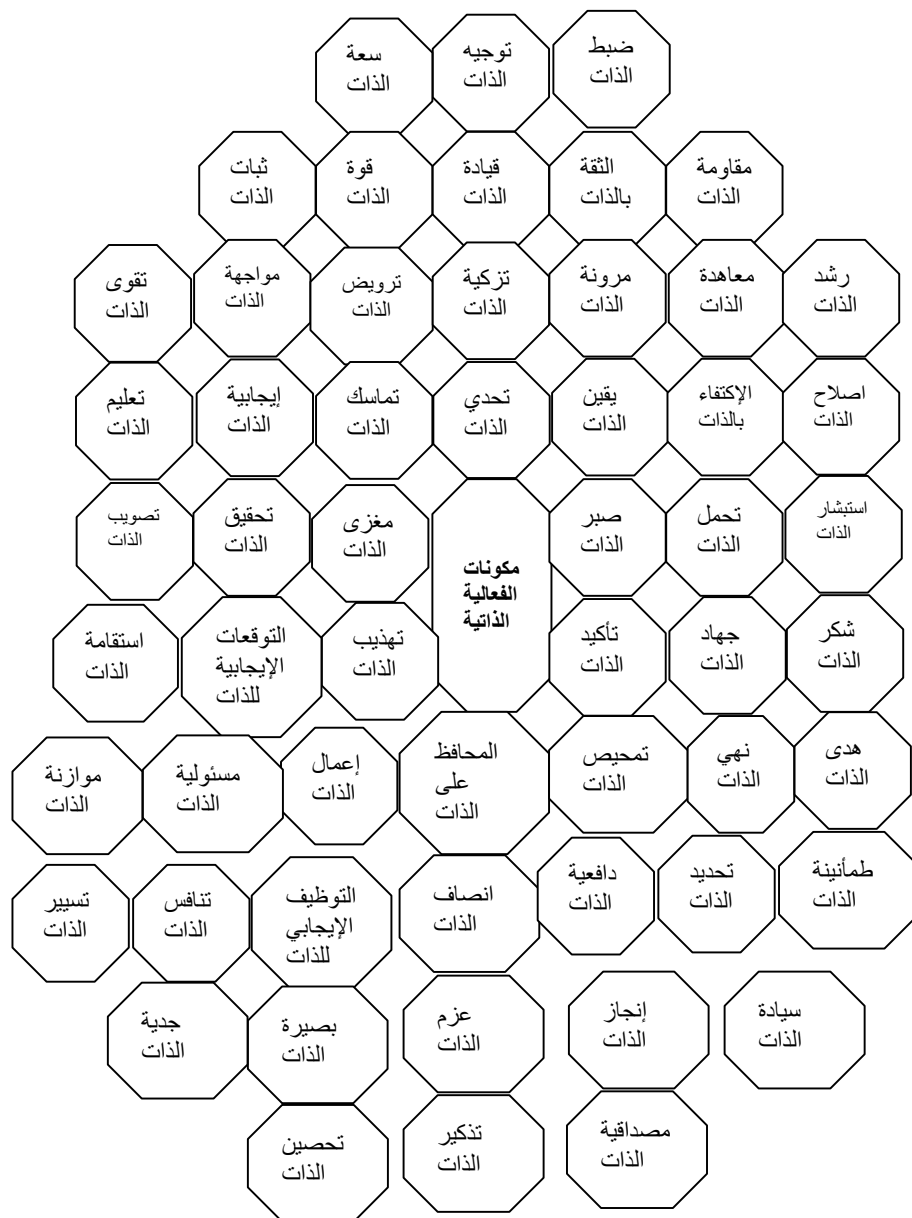 ضبط
الذات
توجيه
الذات
سعة
الذات
مقاومة
الذات
الثقة
بالذات
قيادة
الذات
قوة
الذات
ثبات
الذات
رشد
الذات
معاهدة
الذات
مرونة
الذات
تزكية
الذات
ترويض
الذات
مواجهة
الذات
تقوى
الذات
اصلاح
الذات
الإكتفاء
بالذات
يقين
الذات
تحدي
الذات
تماسك
الذات
إيجابية
الذات
تعليم
الذات
استبشار
الذات
تحمل
الذات
صبر
الذات
مكونات
الفعالية
الذاتية
مغزى
الذات
تحقيق
الذات
تصويب
الذات
شكر
الذات
جهاد
الذات
تأكيد
الذات
تهذيب
الذات
التوقعات
الإيجابية
للذات
استقامة
الذات
هدى
الذات
نهي
الذات
تمحيص
الذات
المحافظ
على
الذات
إعمال
الذات
مسئولية
الذات
موازنة
الذات
طمأنينة
الذات
تحديد
الذات
دافعية
الذات
انصاف
الذات
التوظيف
الإيجابي
للذات
تنافس
الذات
تسيير
الذات
سيادة
الذات
إنجاز
الذات
عزم
الذات
بصيرة
الذات
جدية
الذات
مصداقية
الذات
تذكير
الذات
تحصين
الذات